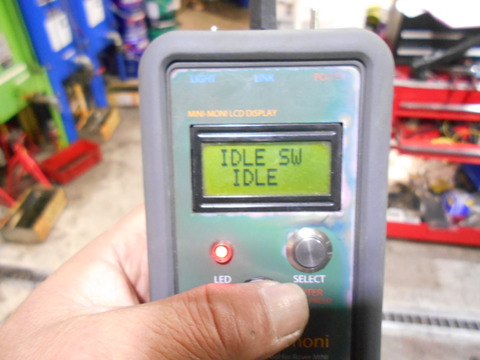 LIGHT LINK
MINI-MONI LCD DISPLAY
IDLE SW
IDLE
LED SELECT
moni